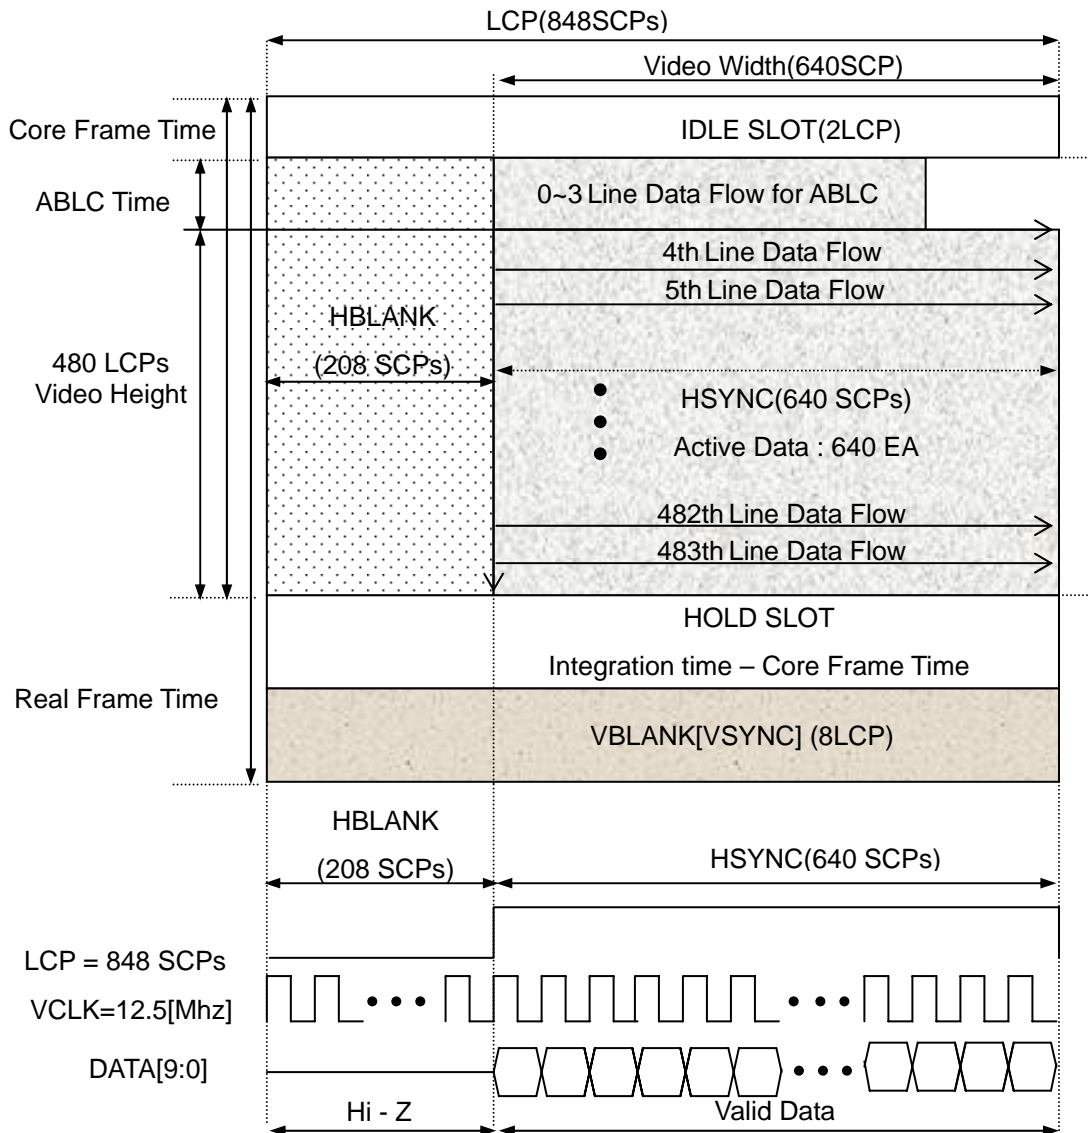 LCP(848SCPs)
Video Width(640SCP)
Core Frame Time
IDLE SLOT(2LCP)
ABLC Time
0~3 Line Data Flow for ABLC
4th Line Data Flow
5th Line Data Flow
HBLANK
(208 SCPs)
480 LCPs
Video Height
HSYNC(640 SCPs)
Active Data : 640 EA
482th Line Data Flow
483th Line Data Flow
HOLD SLOT
Integration time – Core Frame Time
Real Frame Time
VBLANK[VSYNC] (8LCP)
HBLANK
(208 SCPs)
HSYNC(640 SCPs)
LCP = 848 SCPs
VCLK=12.5[Mhz]
DATA[9:0]
Hi - Z
Valid Data